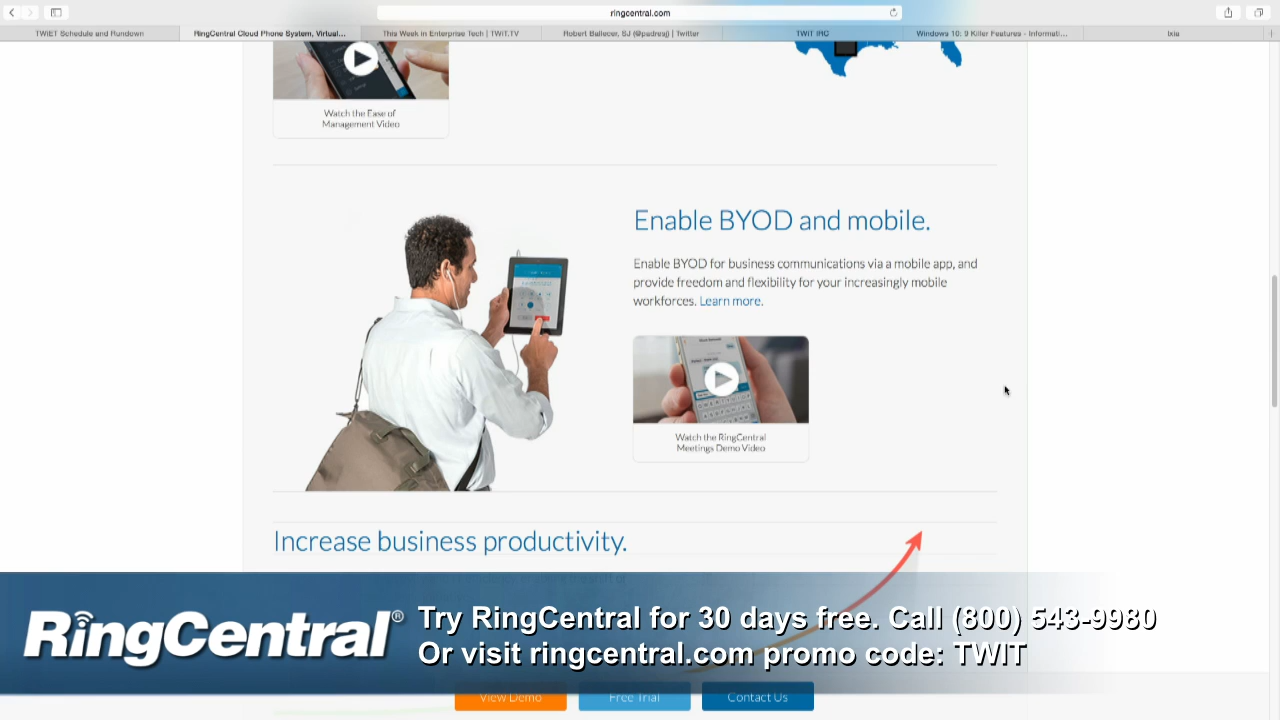 ringcentral.com
TWIET Schedule and Rundown
RingCentral Cloud Phone System, Virtual...
This Week in Enterprise Tech | TWiT.TV
Robert Ballecer, SJ (@padresj) | Twitter
TWiT IRC
Windows 10: 9 Killer Features - Informati...
Ixia
Watch the Ease of
Management Video
Enable BYOD and mobile.
Enable BYOD for business communications via a mobile app, and
provide freedom and flexibility for your increasingly mobile
workforces. Learn more.
Watch the RingCentral
Meetings Demo Video
Increase business productivity.
RingCentral®
Try RingCentral for 30 days free. Call (800) 543-9980
Or visit ringcentral.com promo code: TWIT
View Demo
Free Trial
Contact Us